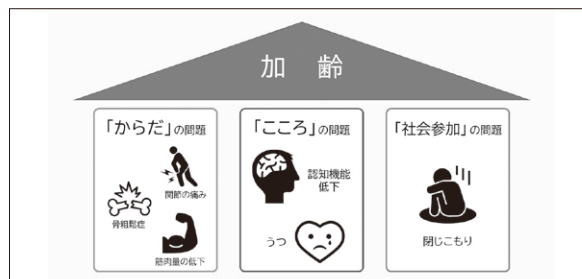 加 齢
「からだ」の問題
関節の痛み
骨粗鬆症
筋肉量の低下
「こころ」の問題
認知機能
低下
うつ
「社会参加」の問題
閉じこもり